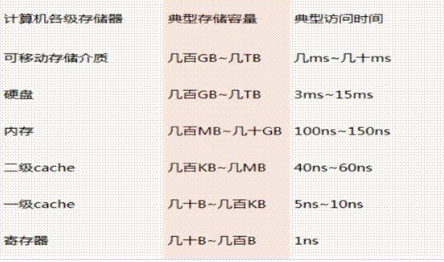 计算机各级存储器 典型存储容量 典型访问时间
可移动存储介质 几百GB~几TB 几ms~几十ms
硬盘 几百GB~几TB 3ms~15ms
内存 几百MB~几十GB 100ns~150ns
二级cache 几百KB~几MB 40ns~60ns
一级cache 几十B~几百KB 5ns~10ns
寄存器 几十B~几百B 1ns